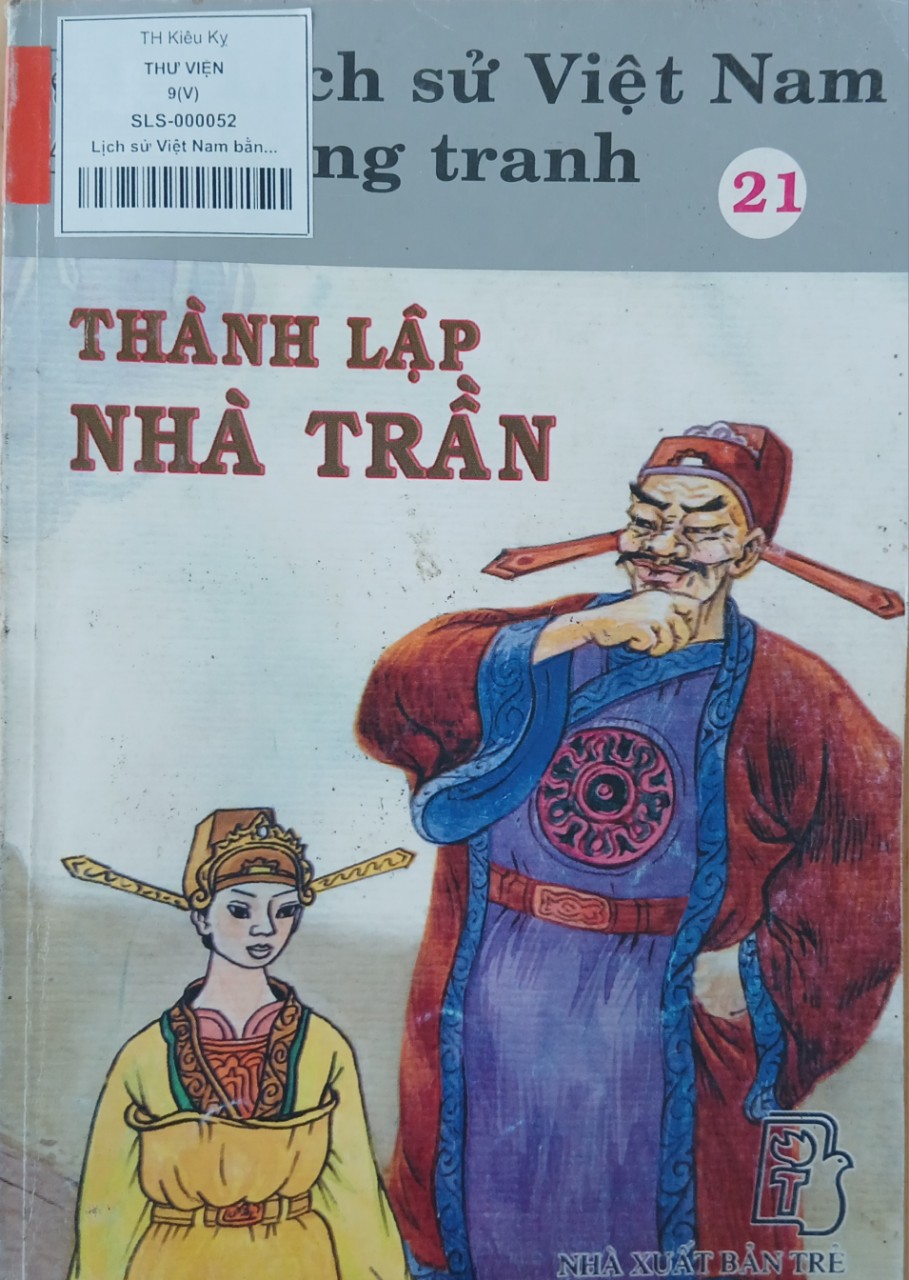 TH Kiêu Kỵ
THƯ VIỆN
9(V)
SLS-000052
Lịch sử Việt Nam bằn...
ch sử Việt Nam
ng tranh
21
THÀNH LẬP
NHÀ TRẦN
NHÀ XUẤT BẢN TRẺ